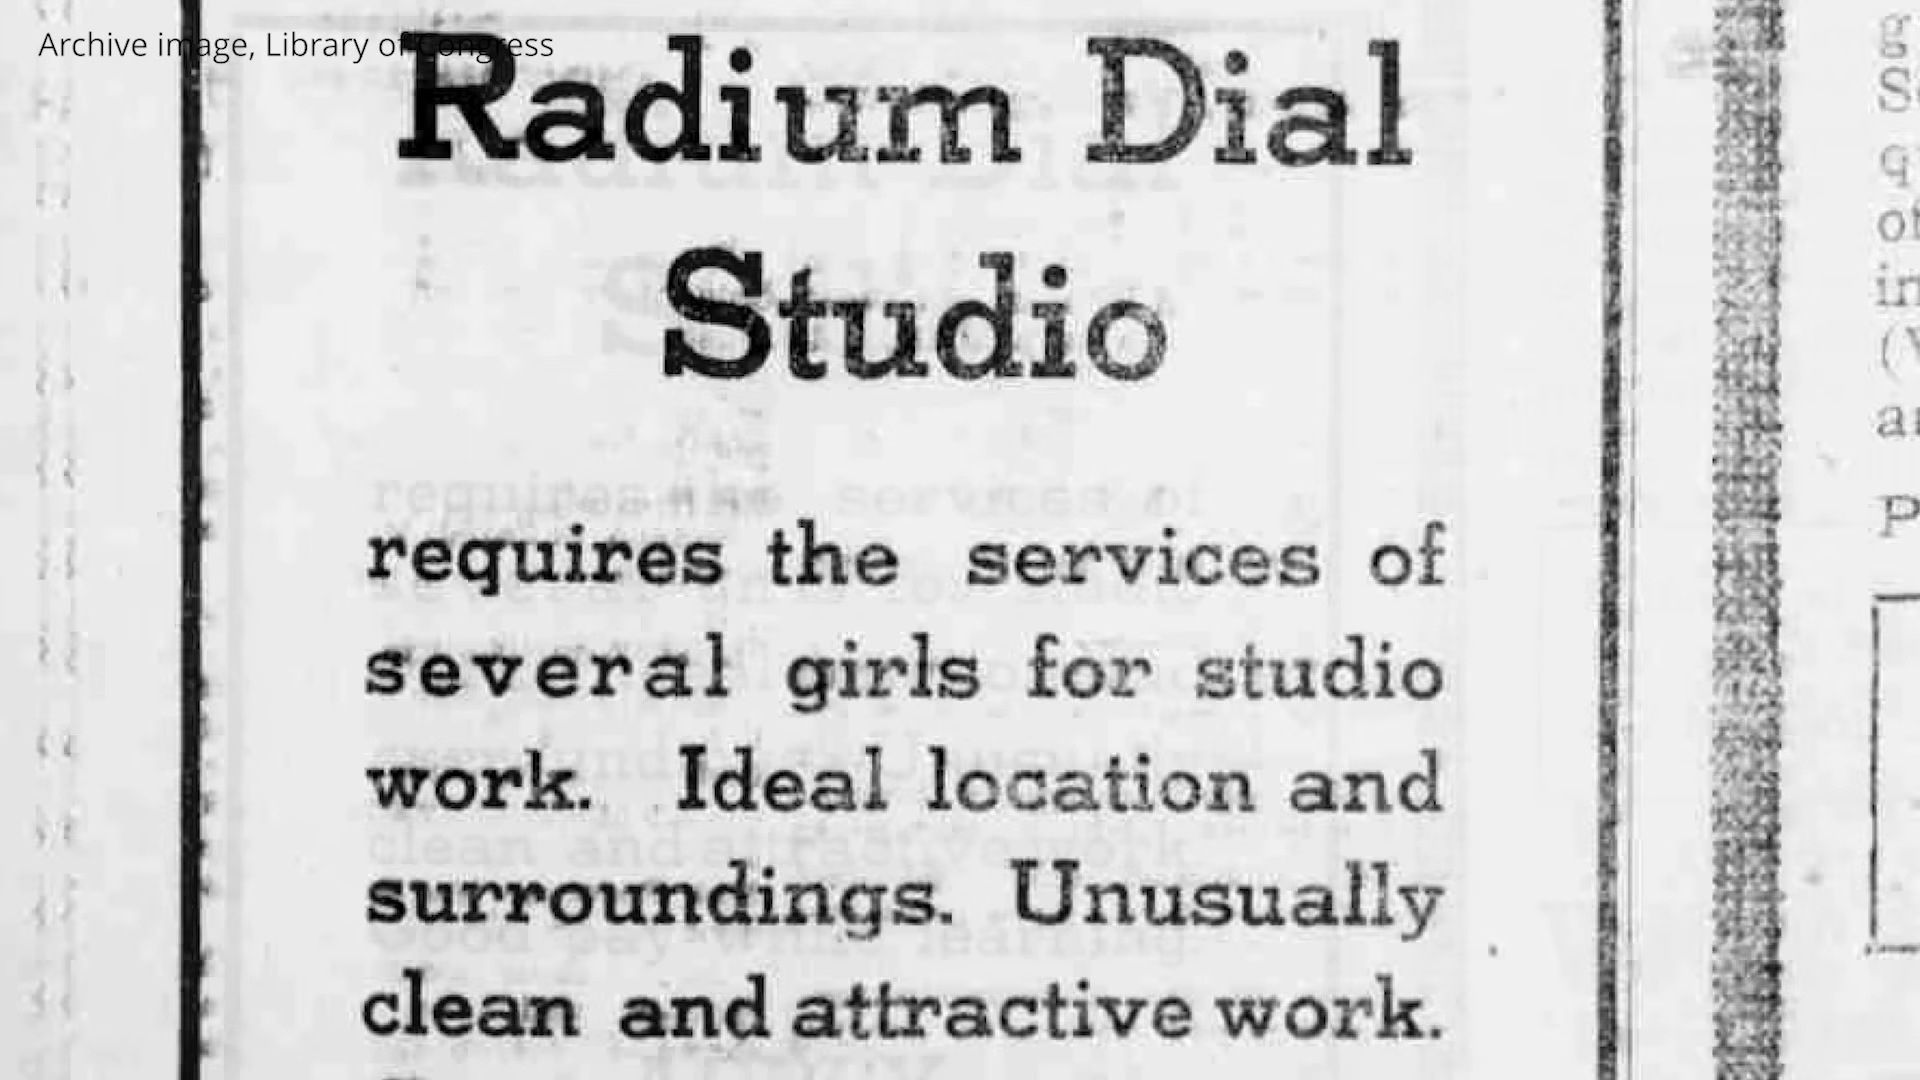 Archive image, Library of Congress
Radium Dial
Studio
requires the services of
several girls for studio
work. Ideal location and
surroundings. Unusually
clean and attractive work.